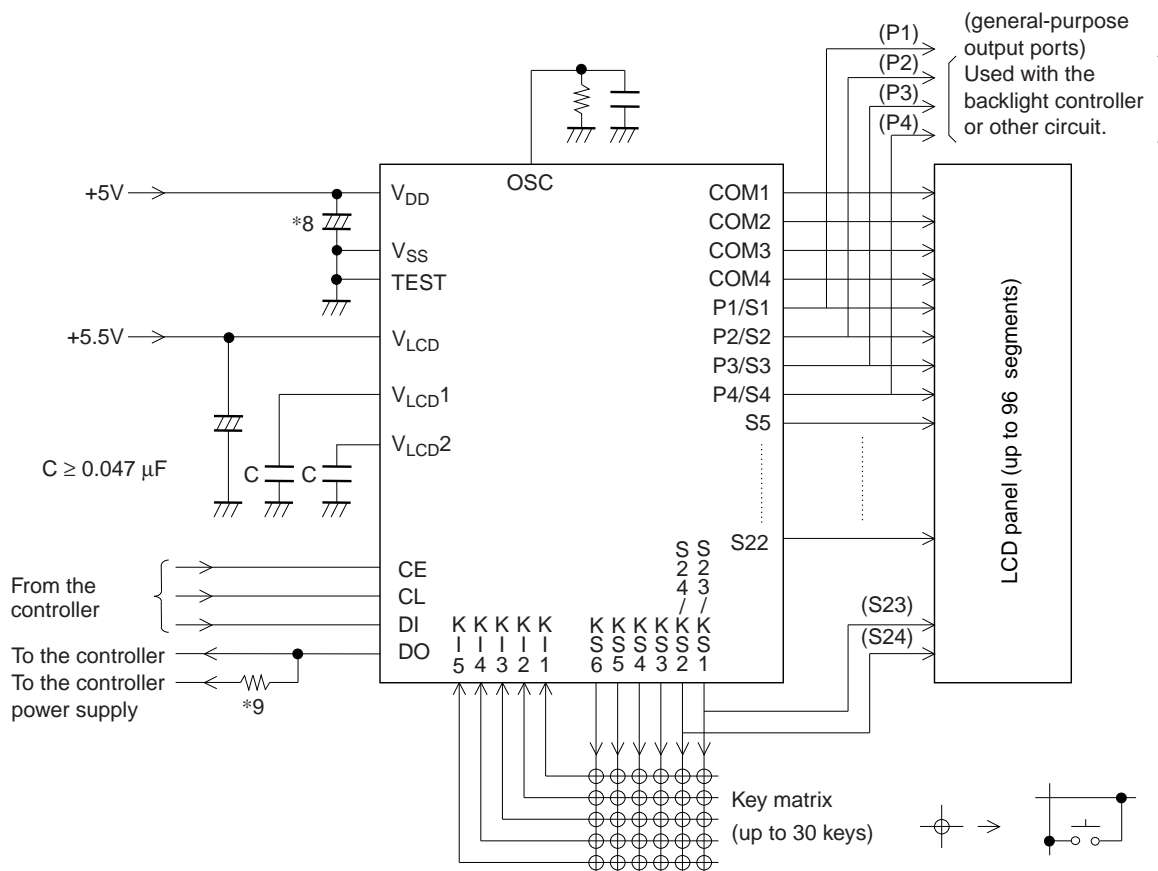 (P1)
(P2)
(P3)
(P4)
(general-purpose
output ports)
Used with the
backlight controller
or other circuit.
OSC
+5V
VDD
*8
VSS
TEST
+5.5V
VLCD
VLCD1
VLCD2
C ≥ 0.047 μF
C
C
COM1
COM2
COM3
COM4
P1/S1
P2/S2
P3/S3
P4/S4
S5
S22
LCD panel (up to 96 segments)
From the
controller
CE
CL
DI
DO
To the controller
To the controller
power supply
*9
KI5
KI4
KI3
KI2
KI1
KS6
KS5
KS4
KS3
S24/KS2
S23/KS1
(S23)
(S24)
Key matrix
(up to 30 keys)